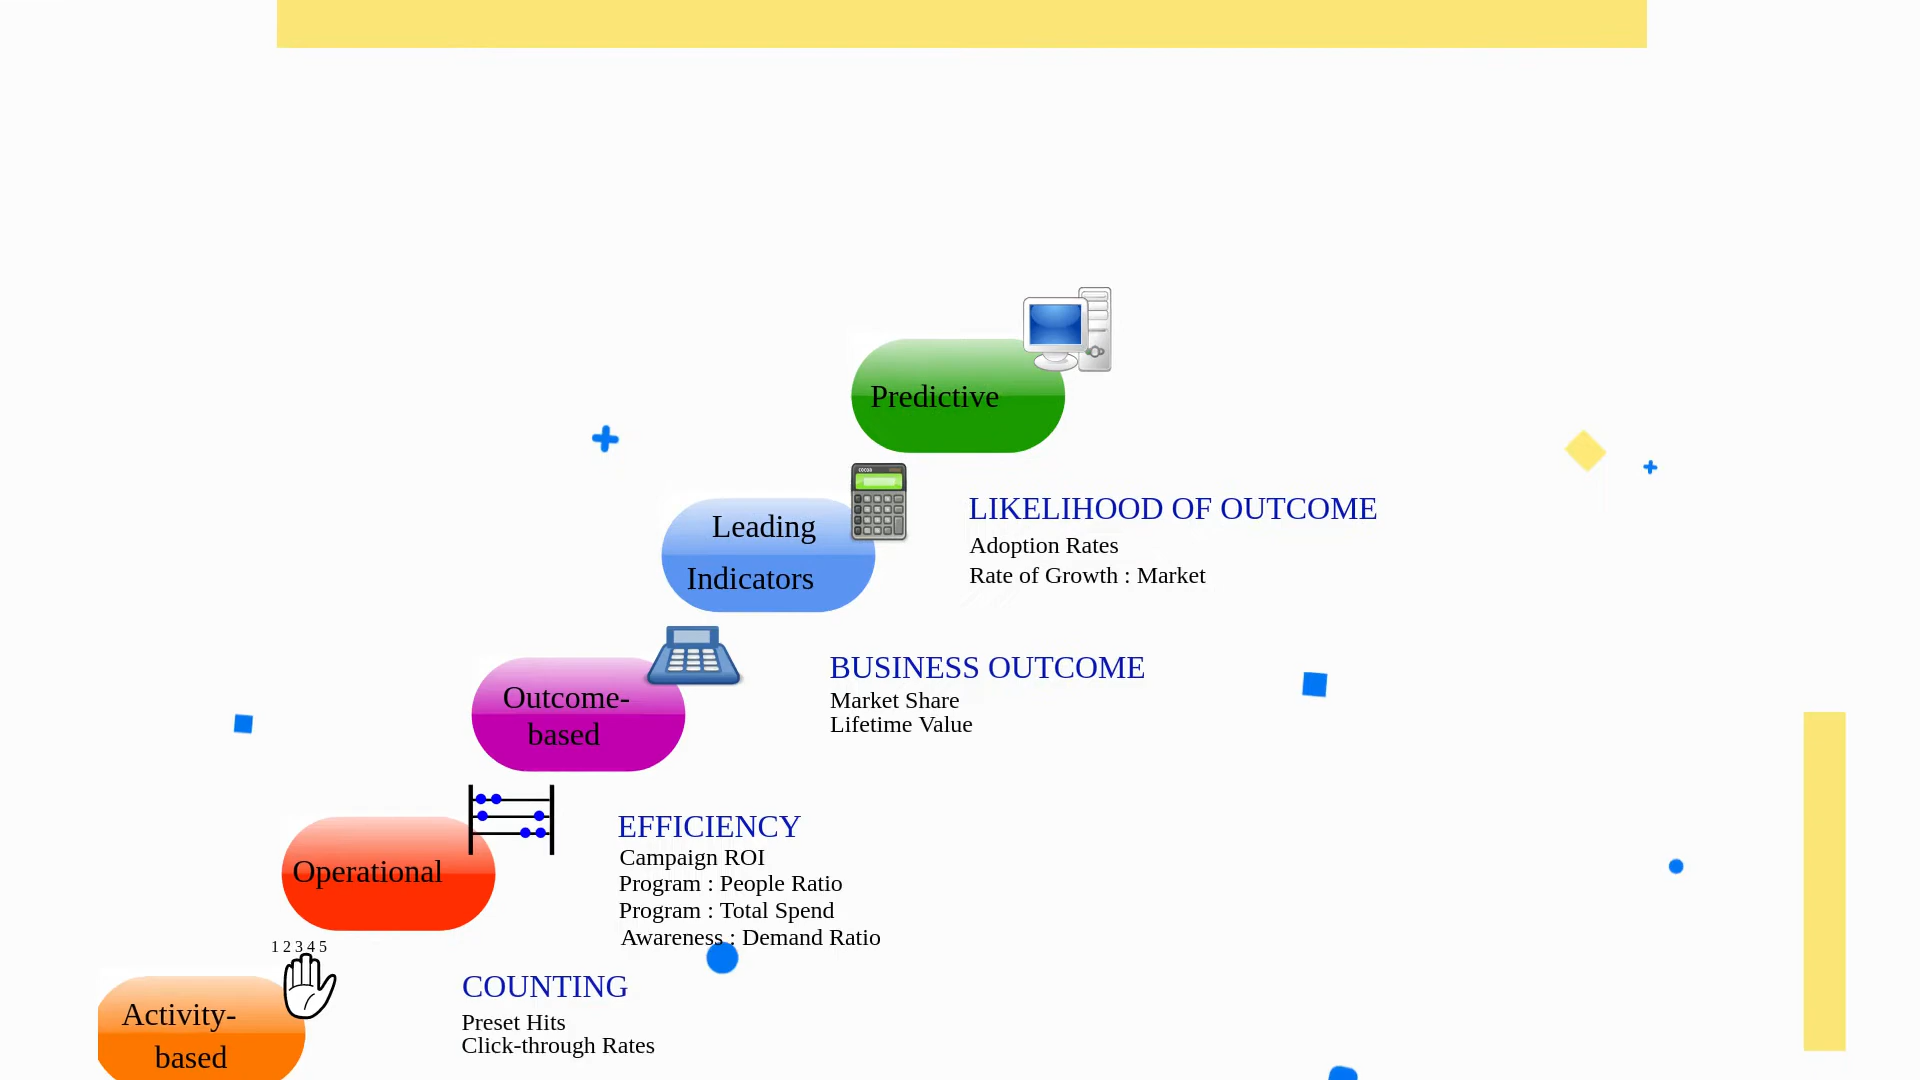 Predictive
Leading
Indicators
LIKELIHOOD OF OUTCOME
Adoption Rates
Rate of Growth : Market
Outcome-
based
BUSINESS OUTCOME
Market Share
Lifetime Value
Operational
EFFICIENCY
Campaign ROI
Program : People Ratio
Program : Total Spend
Awareness : Demand Ratio
1 2 3 4 5
Activity-
based
COUNTING
Preset Hits
Click-through Rates